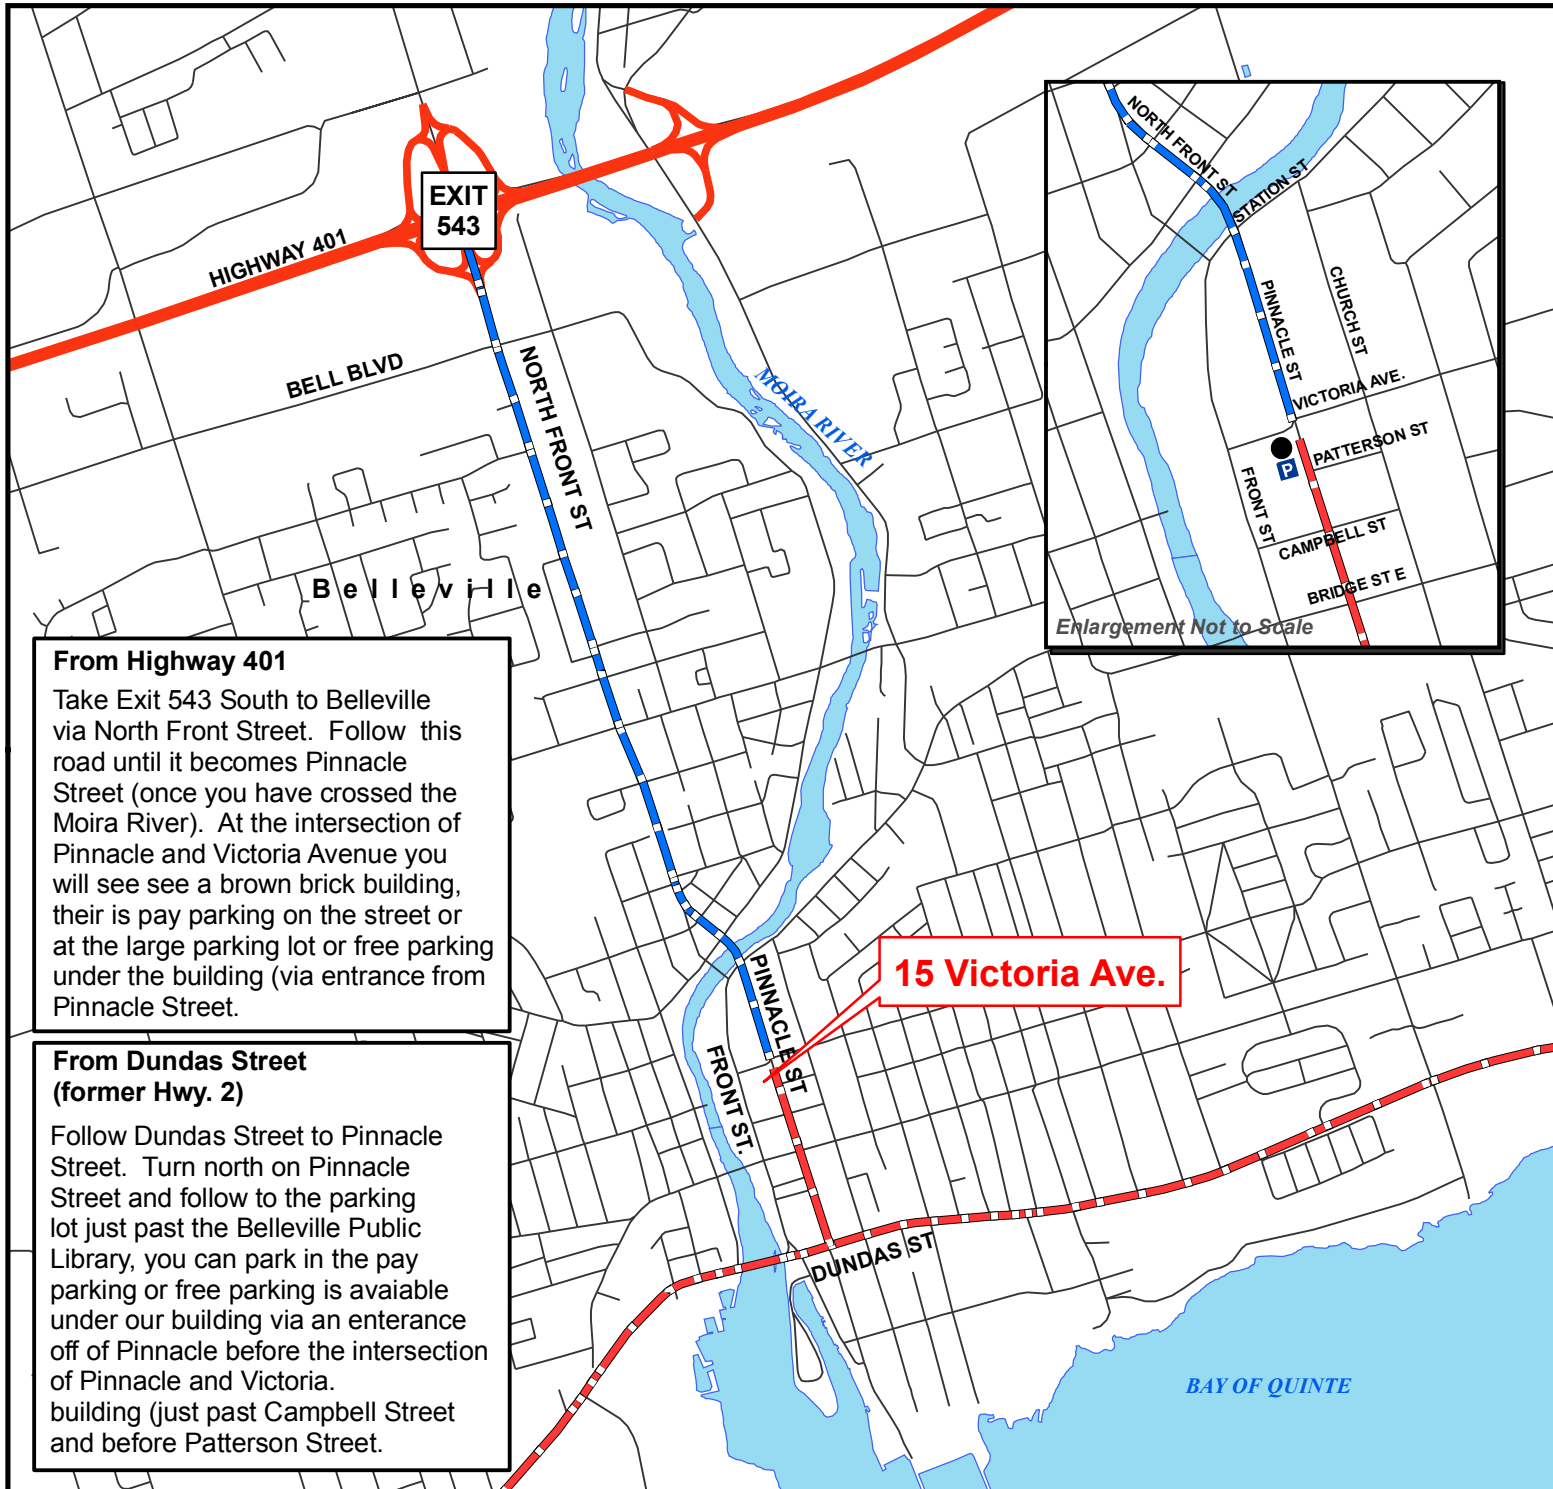 EXIT
543
HIGHWAY 401
BELL BLVD
NORTH FRONT ST
MOIRA RIVER
Belleville
NORTH FRONT ST
STATION ST
PINNACLE ST
CHURCH ST
VICTORIA AVE.
PATTERSON ST
P
FRONT ST
CAMPBELL ST
BRIDGE ST E
Enlargement Not to Scale
From Highway 401
Take Exit 543 South to Belleville
via North Front Street. Follow this
road until it becomes Pinnacle
Street (once you have crossed the
Moira River). At the intersection of
Pinnacle and Victoria Avenue you
will see see a brown brick building,
their is pay parking on the street or
at the large parking lot or free parking
under the building (via entrance from
Pinnacle Street.
15 Victoria Ave.
PINNACLE ST
FRONT ST.
From Dundas Street
(former Hwy. 2)
Follow Dundas Street to Pinnacle
Street. Turn north on Pinnacle
Street and follow to the parking
lot just past the Belleville Public
Library, you can park in the pay
parking or free parking is avaiable
under our building via an enterance
off of Pinnacle before the intersection
of Pinnacle and Victoria.
building (just past Campbell Street
and before Patterson Street.
DUNDAS ST
BAY OF QUINTE